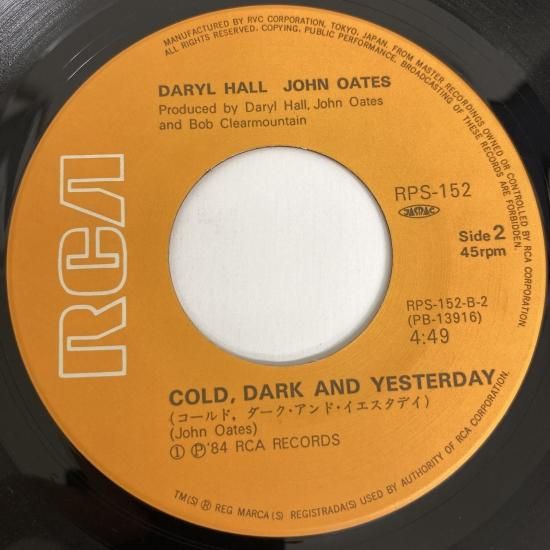 MANUFACTURED BY RVC CORPORATION, TOKYO, JAPAN, FROM MASTER RECORDINGS OWNED OR CONTROLLED BY RCA CORPORATION.
ALL RIGHTS RESERVED. COPYING, PUBLIC PERFORMANCE, BROADCASTING OF THESE RECORDS ARE FORBIDDEN.
DARYL HALL JOHN OATES
Produced by Daryl Hall, John Oates
and Bob Clearmountain
RCA
RPS-152
JASRAC
Side 2
45rpm
RPS-152-B-2
(PB-13916)
4:49
COLD, DARK AND YESTERDAY
(コールド，ダーク・アンド・イエスタデイ)
(John Oates)
① ℗ '84 RCA RECORDS
TM(S) ® REG MARCA(S) REGISTRADA(S) USED BY AUTHORITY OF RCA CORPORATION.